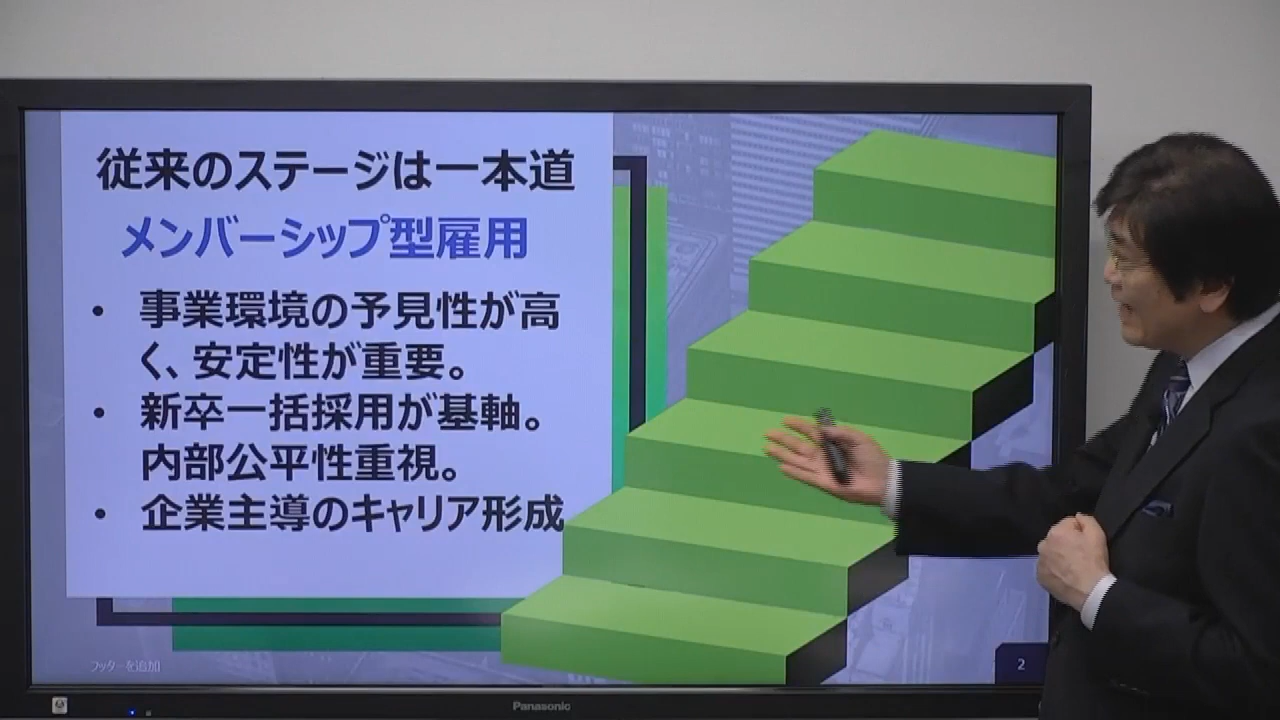 従来のステージは一本道
メンバーシップ型雇用
• 事業環境の予見性が高
く、安定性が重要。
• 新卒一括採用が基軸。
内部公平性重視。
• 企業主導のキャリア形成
フッターを追加
2
Panasonic